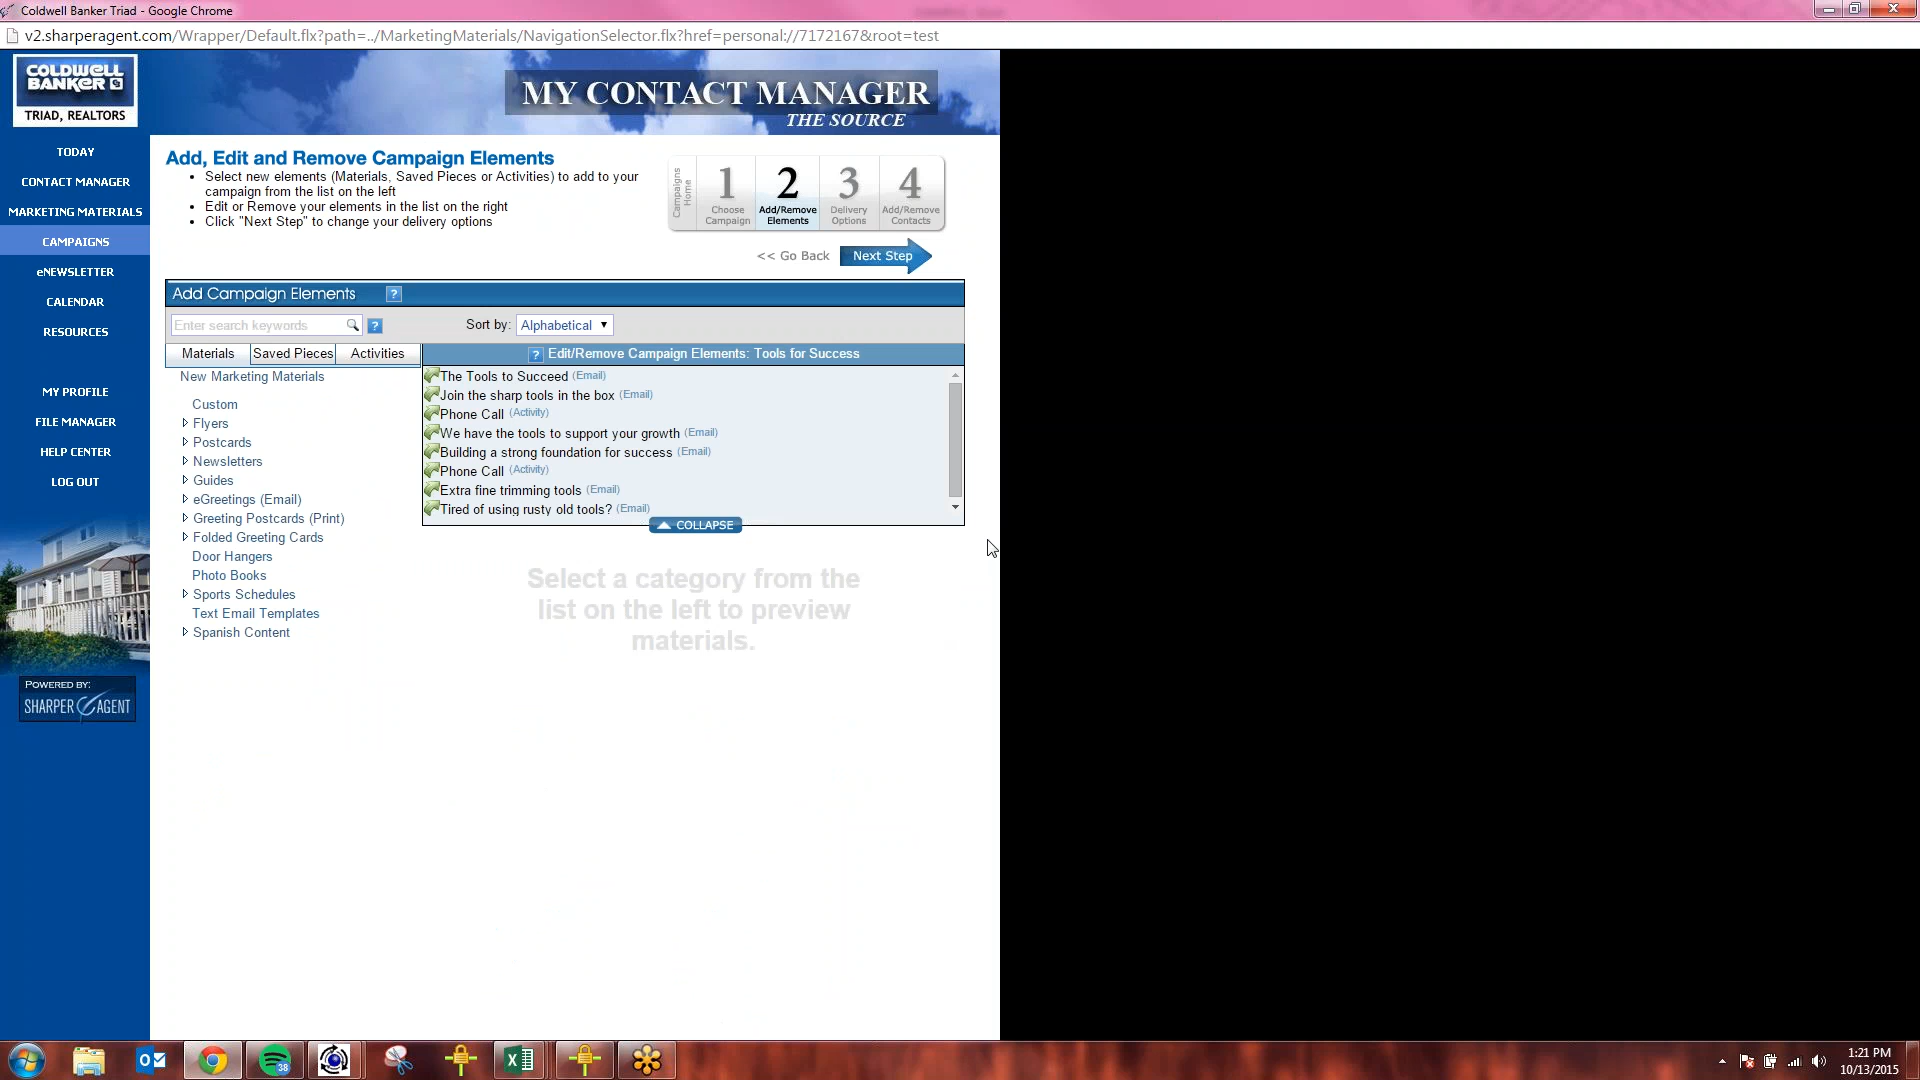 Coldwell Banker Triad - Google Chrome
v2.sharperagent.com/Wrapper/Default.flx?path=../MarketingMaterials/NavigationSelector.flx?href=personal://7172167&root=test
COLDWELL
BANKER
TRIAD, REALTORS
MY CONTACT MANAGER
THE SOURCE
TODAY
CONTACT MANAGER
MARKETING MATERIALS
CAMPAIGNS
eNEWSLETTER
CALENDAR
RESOURCES
MY PROFILE
FILE MANAGER
HELP CENTER
LOG OUT
POWERED BY:
SHARPER AGENT
Add, Edit and Remove Campaign Elements
• Select new elements (Materials, Saved Pieces or Activities) to add to your
campaign from the list on the left
• Edit or Remove your elements in the list on the right
• Click "Next Step" to change your delivery options
Campaigns
Home
1
Choose
Campaign
2
Add/Remove
Elements
3
Delivery
Options
4
Add/Remove
Contacts
<< Go Back
Next Step
Add Campaign Elements ?
Enter search keywords ?
Sort by: Alphabetical
Materials Saved Pieces Activities
? Edit/Remove Campaign Elements: Tools for Success
New Marketing Materials
Custom
Flyers
Postcards
Newsletters
Guides
eGreetings (Email)
Greeting Postcards (Print)
Folded Greeting Cards
Door Hangers
Photo Books
Sports Schedules
Text Email Templates
Spanish Content
The Tools to Succeed (Email)
Join the sharp tools in the box (Email)
Phone Call (Activity)
We have the tools to support your growth (Email)
Building a strong foundation for success (Email)
Phone Call (Activity)
Extra fine trimming tools (Email)
Tired of using rusty old tools? (Email)
COLLAPSE
Select a category from the
list on the left to preview
materials.
38
1:21 PM
10/13/2015